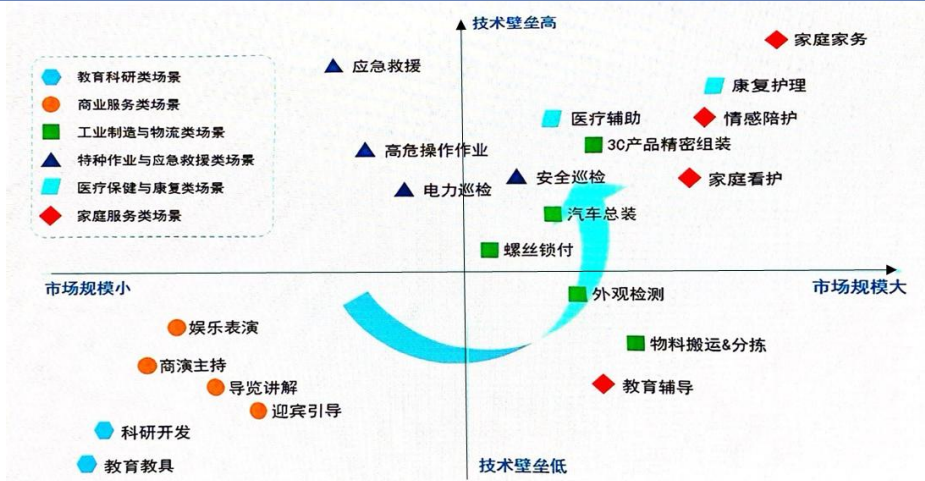 技术壁垒高
家庭家务
应急救援
教育科研类场景
康复护理
商业服务类场景
医疗辅助
情感陪护
工业制造与物流类场景
3C产品精密组装
高危操作作业
特种作业与应急救援类场景
电力巡检
安全巡检
家庭看护
医疗保健与康复类场景
家庭服务类场景
汽车总装
螺丝锁付
市场规模小
市场规模大
外观检测
娱乐表演
物料搬运&分拣
商演主持
导览讲解
教育辅导
迎宾引导
科研开发
教育教具
技术壁垒低